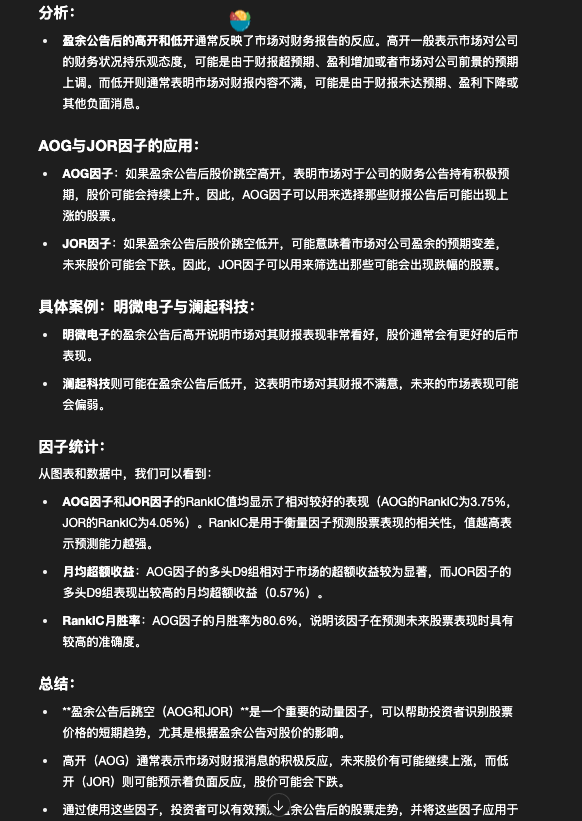 分析：
• 盈余公告后的高开和低开通常反映了市场对财务报告的反应。高开一般表示市场对公司
的财务状况持乐观态度，可能是由于财报超预期、盈利增加或者市场对公司前景的预期
上调。而低开则通常表明市场对财报内容不满，可能是由于财报未达预期、盈利下降或
其他负面消息。
AOG与JOR因子的应用：
• AOG因子：如果盈余公告后股价跳空高开，表明市场对于公司的财务公告持有积极预
期，股价可能会持续上升。因此，AOG因子可以用来选择那些财报公告后可能出现上
涨的股票。
• JOR因子：如果盈余公告后股价跳空低开，可能意味着市场对公司盈余的预期变差，
未来股价可能会下跌。因此，JOR因子可以用来筛选出那些可能会出现跌幅的股票。
具体案例：明微电子与澜起科技：
• 明微电子的盈余公告后高开说明市场对其财报表现非常看好，股价通常会有更好的后市
表现。
• 澜起科技则可能在盈余公告后低开，这表明市场对其财报不满意，未来的市场表现可能
会偏弱。
因子统计：
从图表和数据中，我们可以看到：
• AOG因子和JOR因子的RankIC值均显示了相对较好的表现（AOG的RankIC为3.75%，
JOR的RankIC为4.05%）。RankIC是用于衡量因子预测股票表现的相关性，值越高表
示预测能力越强。
• 月均超额收益：AOG因子的多头D9组相对于市场的超额收益较为显著，而JOR因子的
多头D9组表现出较高的月均超额收益（0.57%）。
• RankIC月胜率：AOG因子的月胜率为80.6%，说明该因子在预测未来股票表现时具有
较高的准确度。
总结：
• **盈余公告后跳空（AOG和JOR）**是一个重要的动量因子，可以帮助投资者识别股票
价格的短期趋势，尤其是根据盈余公告对股价的影响。
• 高开（AOG）通常表示市场对财报消息的积极反应，未来股价有可能继续上涨，而低
开（JOR）则可能预示着负面反应，股价可能会下跌。
• 通过使用这些因子，投资者可以有效预 余公告后的股票走势，并将这些因子应用于